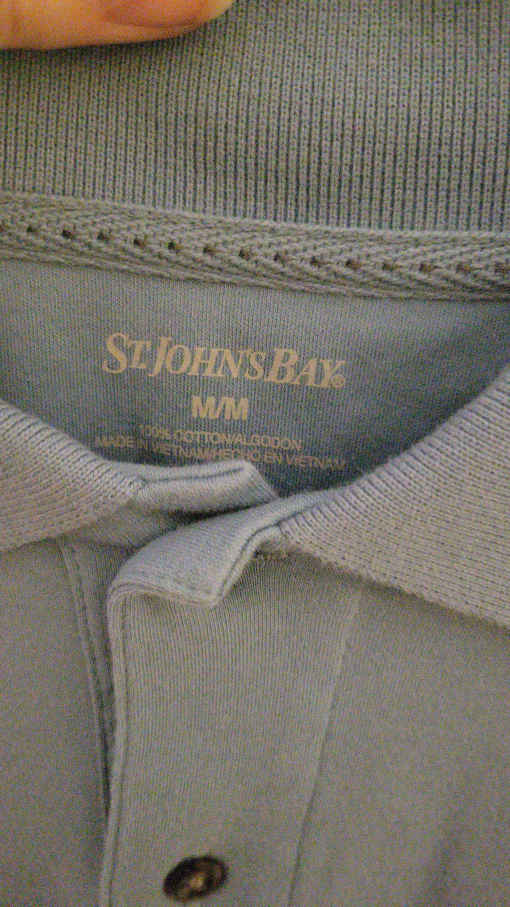 ST. JOHN'S BAY®
M/M
100% COTTON/ALGODON
MADE IN VIETNAM/HECHO EN VIETNAM